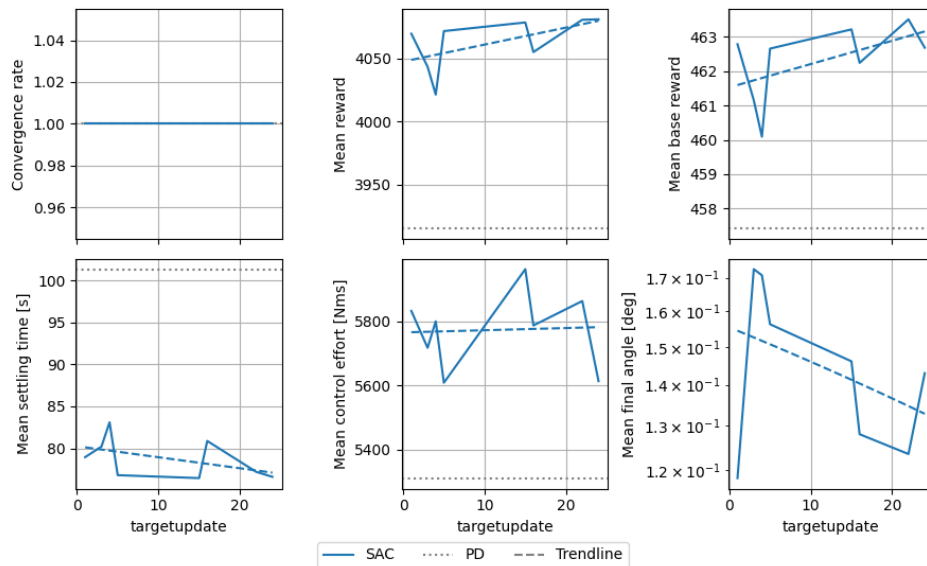 Convergence rate
1.04
1.02
1.00
0.98
0.96
Mean reward
4050
4000
3950
Mean base reward
463
462
461
460
459
458
Mean settling time [s]
100
95
90
85
80
0
20
targetupdate
Mean control effort [Nms]
5800
5600
5400
0
20
targetupdate
Mean final angle [deg]
1.7 × 10⁻¹
1.6 × 10⁻¹
1.5 × 10⁻¹
1.4 × 10⁻¹
1.3 × 10⁻¹
1.2 × 10⁻¹
0
10
20
targetupdate
SAC
PD
Trendline